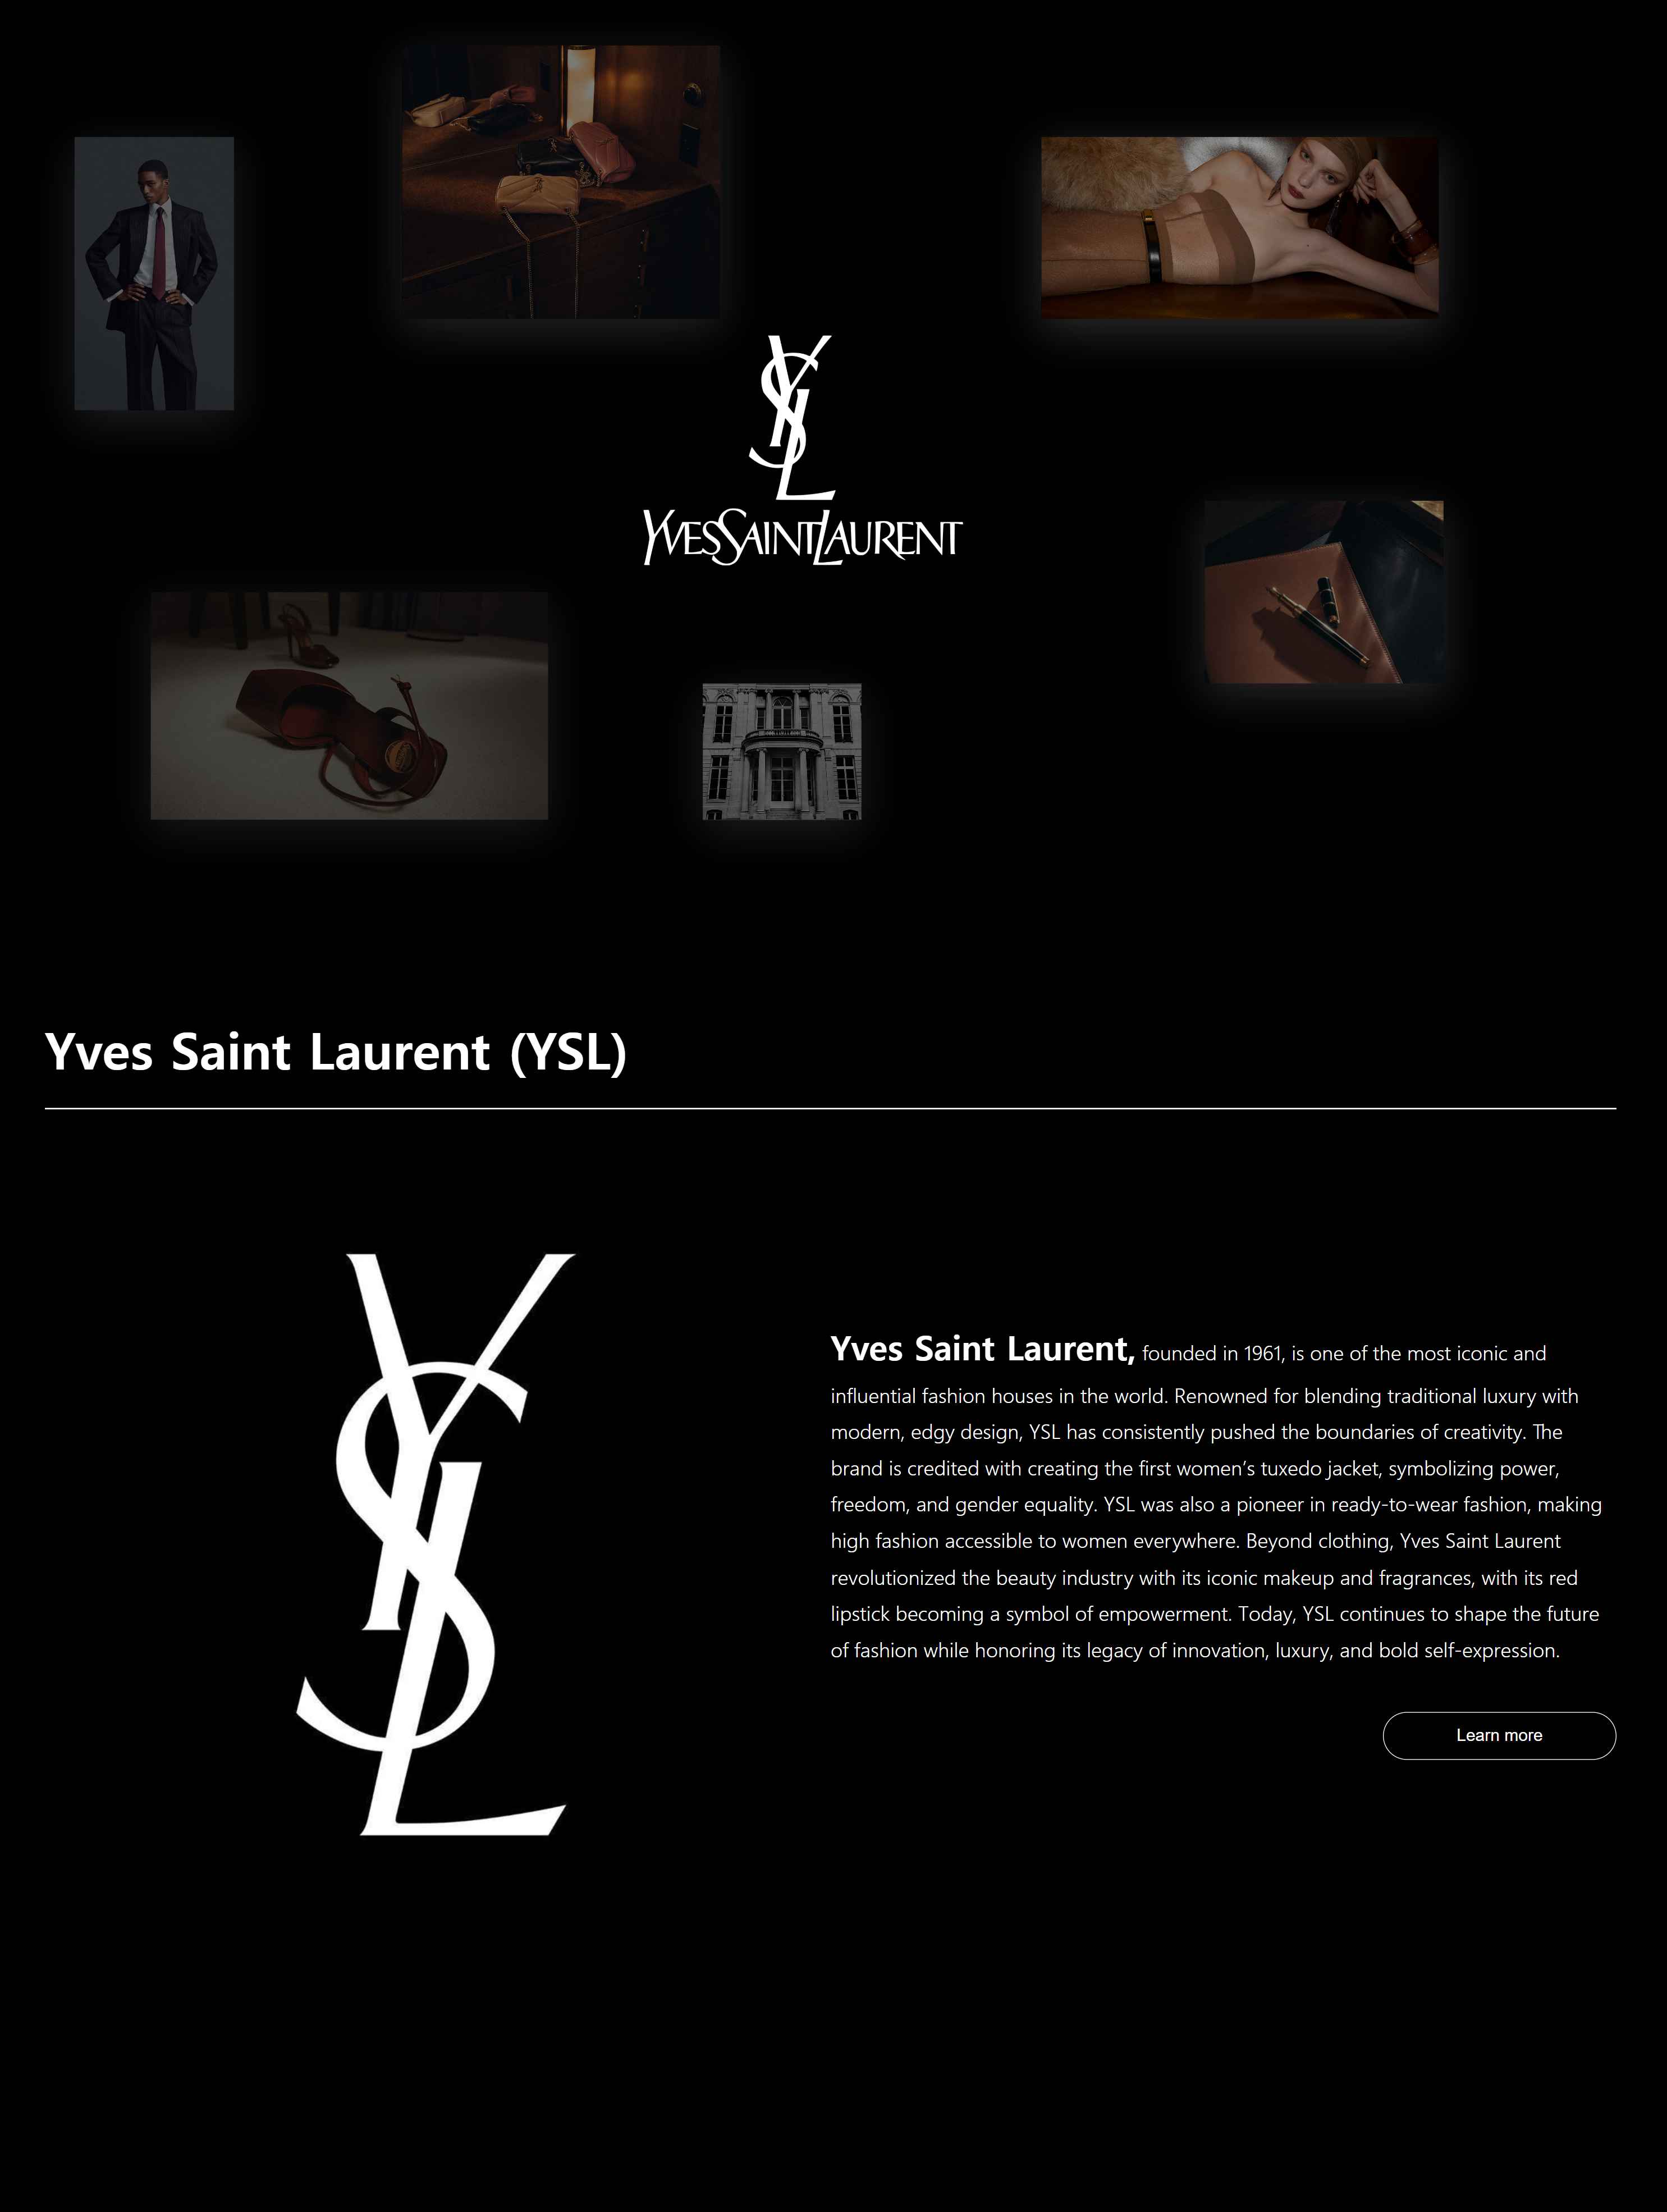 YSL
YVESSAINTLAURENT
Yves Saint Laurent (YSL)
YSL
Yves Saint Laurent, founded in 1961, is one of the most iconic and
influential fashion houses in the world. Renowned for blending traditional luxury with
modern, edgy design, YSL has consistently pushed the boundaries of creativity. The
brand is credited with creating the first women’s tuxedo jacket, symbolizing power,
freedom, and gender equality. YSL was also a pioneer in ready-to-wear fashion, making
high fashion accessible to women everywhere. Beyond clothing, Yves Saint Laurent
revolutionized the beauty industry with its iconic makeup and fragrances, with its red
lipstick becoming a symbol of empowerment. Today, YSL continues to shape the future
of fashion while honoring its legacy of innovation, luxury, and bold self-expression.
Learn more